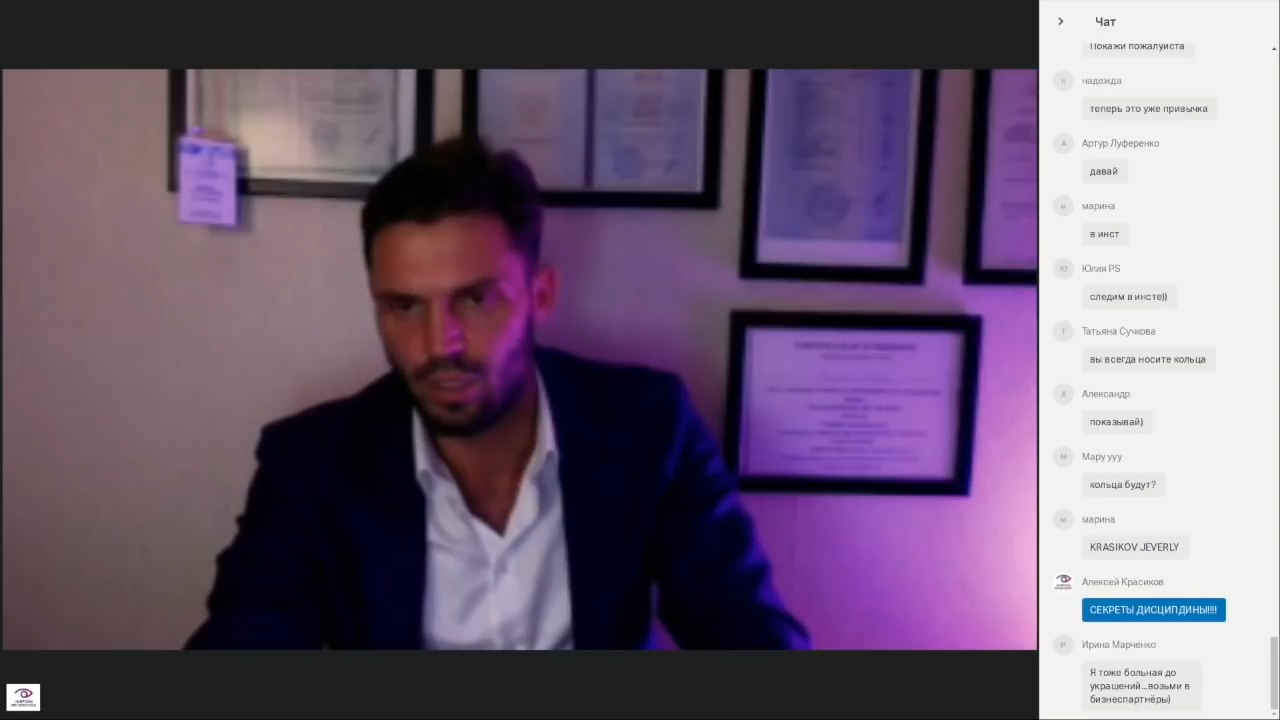 Чат
Покажи пожалуйста
надежда
теперь это уже привычка
Артур Луференко
давай
марина
в инст
Юлия PS
следим в инсте))
Татьяна Сучкова
вы всегда носите кольца
Александр
показывай)
Мару ууу
кольца будут?
марина
KRASIKOV JEVERLY
Алексей Красиков
СЕКРЕТЫ ДИСЦИПДИНЫ!!!!
Ирина Марченко
Я тоже больная до
украшений...возьми в
бизнеспартнёры)